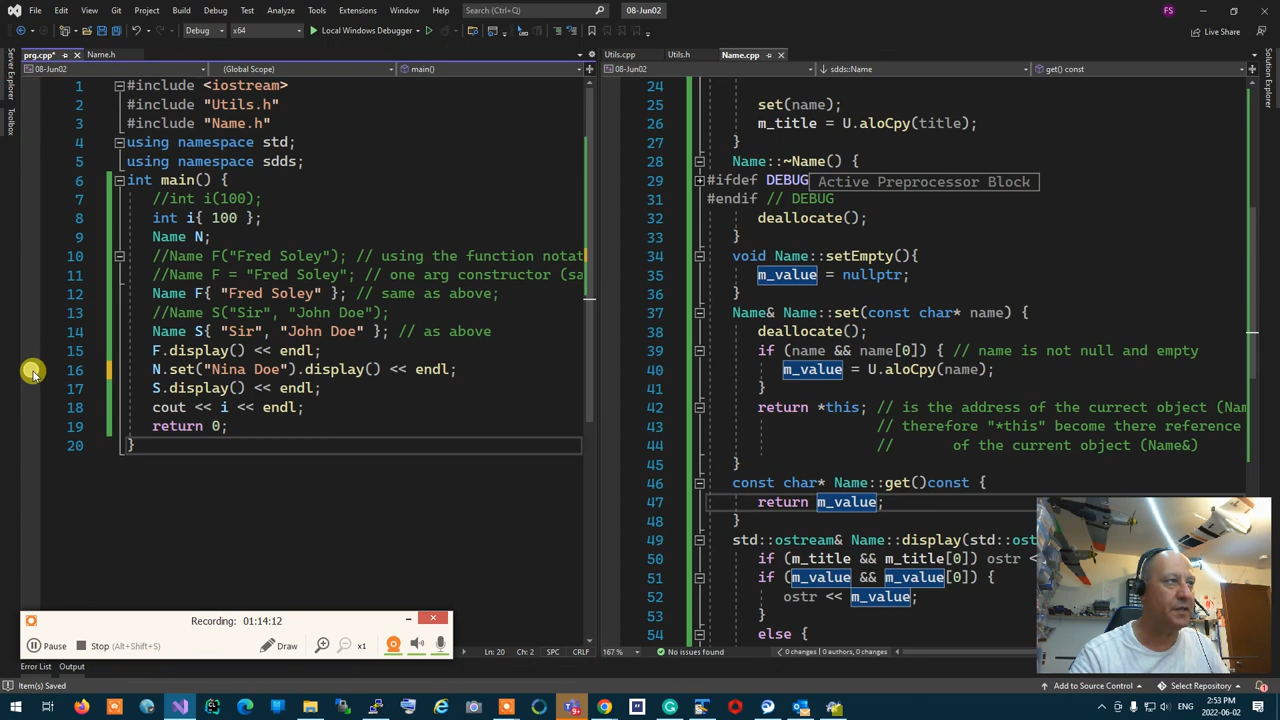 File Edit View Git Project Build Debug Test Analyze Tools Extensions Window Help Search (Ctrl+Q) 08-Jun02 FS
Debug x64 Local Windows Debugger Live Share
prg.cpp* Name.h
08-Jun02 (Global Scope) main()
1 #include <iostream>
2 #include "Utils.h"
3 #include "Name.h"
4 using namespace std;
5 using namespace sdds;
6 int main() {
7 //int i(100);
8 int i{ 100 };
9 Name N;
10 //Name F("Fred Soley"); // using the function notat
11 //Name F = "Fred Soley"; // one arg constructor (sa
12 Name F{ "Fred Soley" }; // same as above;
13 //Name S("Sir", "John Doe");
14 Name S{ "Sir", "John Doe" }; // as above
15 F.display() << endl;
16 N.set("Nina Doe").display() << endl;
17 S.display() << endl;
18 cout << i << endl;
19 return 0;
20 }
Utils.cpp Utils.h Name.cpp
08-Jun02 sdds::Name get() const
24
25 set(name);
26 m_title = U.aloCpy(title);
27 }
28 Name::~Name() {
29 #ifdef DEBUG Active Preprocessor Block
31 #endif // DEBUG
32 deallocate();
33 }
34 void Name::setEmpty(){
35 m_value = nullptr;
36 }
37 Name& Name::set(const char* name) {
38 deallocate();
39 if (name && name[0]) { // name is not null and empty
40 m_value = U.aloCpy(name);
41 }
42 return *this; // is the address of the currect object (Nam
43 // therefore "*this" become there reference
44 // of the current object (Name&)
45 }
46 const char* Name::get()const {
47 return m_value;
48 }
49 std::ostream& Name::display(std::ost
50 if (m_title && m_title[0]) ostr <
51 if (m_value && m_value[0]) {
52 ostr << m_value;
53 }
54 else {
Server Explorer
Toolbox
Solution Explorer
Recording: 01:14:12
Pause Stop (Alt+Shift+S) Draw x1
Ln: 20 Ch: 2 SPC CRLF
167 % No issues found 0 changes | 0 authors, 0 changes
Error List Output
Item(s) Saved Add to Source Control Select Repository
2:53 PM
2022-06-02